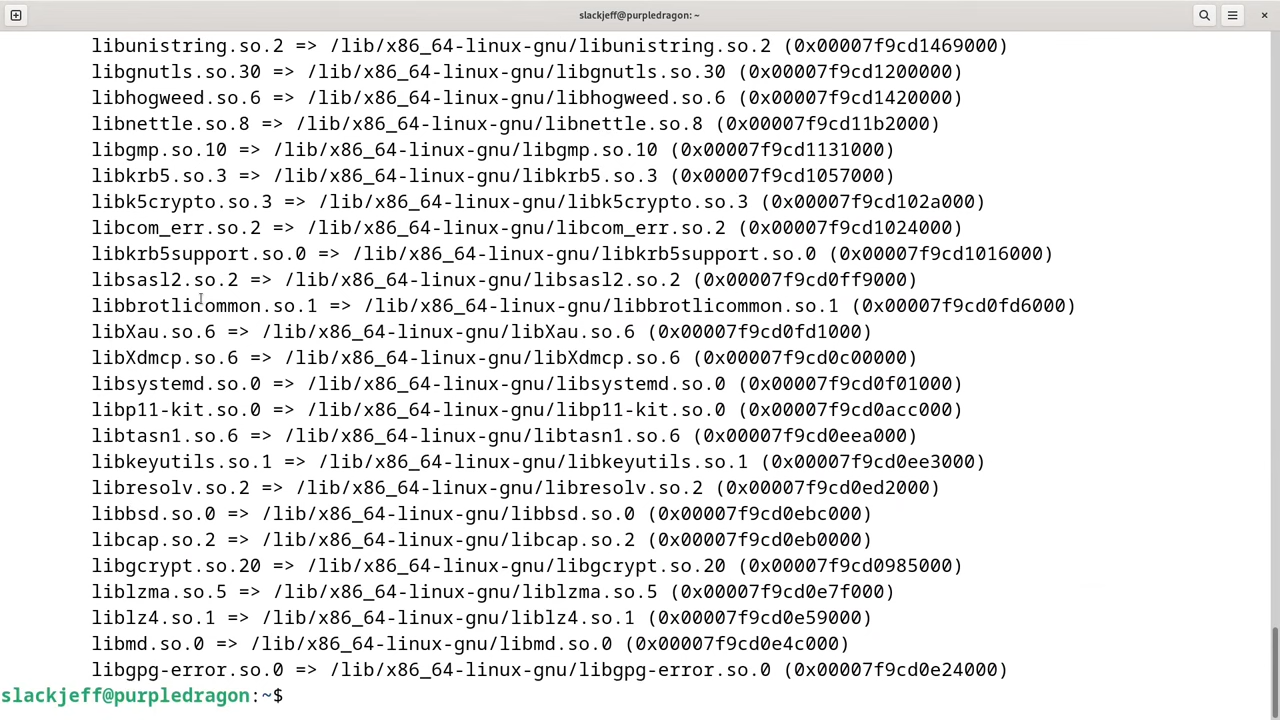 slackjeff@purpledragon: ~
libunistring.so.2 => /lib/x86_64-linux-gnu/libunistring.so.2 (0x00007f9cd1469000)
libgnutls.so.30 => /lib/x86_64-linux-gnu/libgnutls.so.30 (0x00007f9cd1200000)
libhogweed.so.6 => /lib/x86_64-linux-gnu/libhogweed.so.6 (0x00007f9cd1420000)
libnettle.so.8 => /lib/x86_64-linux-gnu/libnettle.so.8 (0x00007f9cd11b2000)
libgmp.so.10 => /lib/x86_64-linux-gnu/libgmp.so.10 (0x00007f9cd1131000)
libkrb5.so.3 => /lib/x86_64-linux-gnu/libkrb5.so.3 (0x00007f9cd1057000)
libk5crypto.so.3 => /lib/x86_64-linux-gnu/libk5crypto.so.3 (0x00007f9cd102a000)
libcom_err.so.2 => /lib/x86_64-linux-gnu/libcom_err.so.2 (0x00007f9cd1024000)
libkrb5support.so.0 => /lib/x86_64-linux-gnu/libkrb5support.so.0 (0x00007f9cd1016000)
libsasl2.so.2 => /lib/x86_64-linux-gnu/libsasl2.so.2 (0x00007f9cd0ff9000)
libbrotlicommon.so.1 => /lib/x86_64-linux-gnu/libbrotlicommon.so.1 (0x00007f9cd0fd6000)
libXau.so.6 => /lib/x86_64-linux-gnu/libXau.so.6 (0x00007f9cd0fd1000)
libXdmcp.so.6 => /lib/x86_64-linux-gnu/libXdmcp.so.6 (0x00007f9cd0c00000)
libsystemd.so.0 => /lib/x86_64-linux-gnu/libsystemd.so.0 (0x00007f9cd0f01000)
libp11-kit.so.0 => /lib/x86_64-linux-gnu/libp11-kit.so.0 (0x00007f9cd0acc000)
libtasn1.so.6 => /lib/x86_64-linux-gnu/libtasn1.so.6 (0x00007f9cd0eea000)
libkeyutils.so.1 => /lib/x86_64-linux-gnu/libkeyutils.so.1 (0x00007f9cd0ee3000)
libresolv.so.2 => /lib/x86_64-linux-gnu/libresolv.so.2 (0x00007f9cd0ed2000)
libbsd.so.0 => /lib/x86_64-linux-gnu/libbsd.so.0 (0x00007f9cd0ebc000)
libcap.so.2 => /lib/x86_64-linux-gnu/libcap.so.2 (0x00007f9cd0eb0000)
libgcrypt.so.20 => /lib/x86_64-linux-gnu/libgcrypt.so.20 (0x00007f9cd0985000)
liblzma.so.5 => /lib/x86_64-linux-gnu/liblzma.so.5 (0x00007f9cd0e7f000)
liblz4.so.1 => /lib/x86_64-linux-gnu/liblz4.so.1 (0x00007f9cd0e59000)
libmd.so.0 => /lib/x86_64-linux-gnu/libmd.so.0 (0x00007f9cd0e4c000)
libgpg-error.so.0 => /lib/x86_64-linux-gnu/libgpg-error.so.0 (0x00007f9cd0e24000)
slackjeff@purpledragon:~$